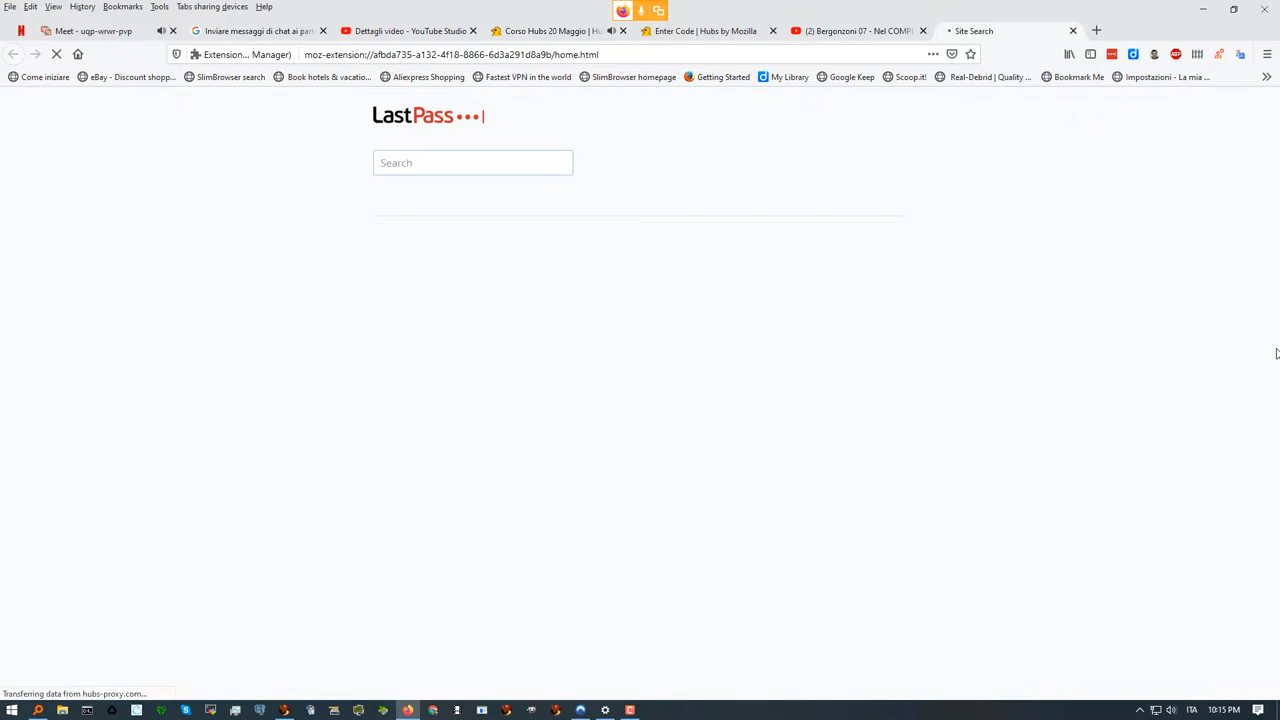 File Edit View History Bookmarks Tools Tabs sharing devices Help
Meet - uqp-wrwr-pvp
Inviare messaggi di chat ai part
Dettagli video - YouTube Studio
Corso Hubs 20 Maggio | Hu
Enter Code | Hubs by Mozilla
(2) Bergonzoni 07 - Nel COMPL
Site Search
Extension... Manager) moz-extension://afbda735-a132-4f18-8866-6d3a291d8a9b/home.html
Come iniziare eBay - Discount shopp... SlimBrowser search Book hotels & vacatio... Aliexpress Shopping Fastest VPN in the world SlimBrowser homepage Getting Started My Library Google Keep Scoop.it! Real-Debrid | Quality ... Bookmark Me Impostazioni - La mia ...
LastPass
Search
Transferring data from hubs-proxy.com...
ITA 10:15 PM